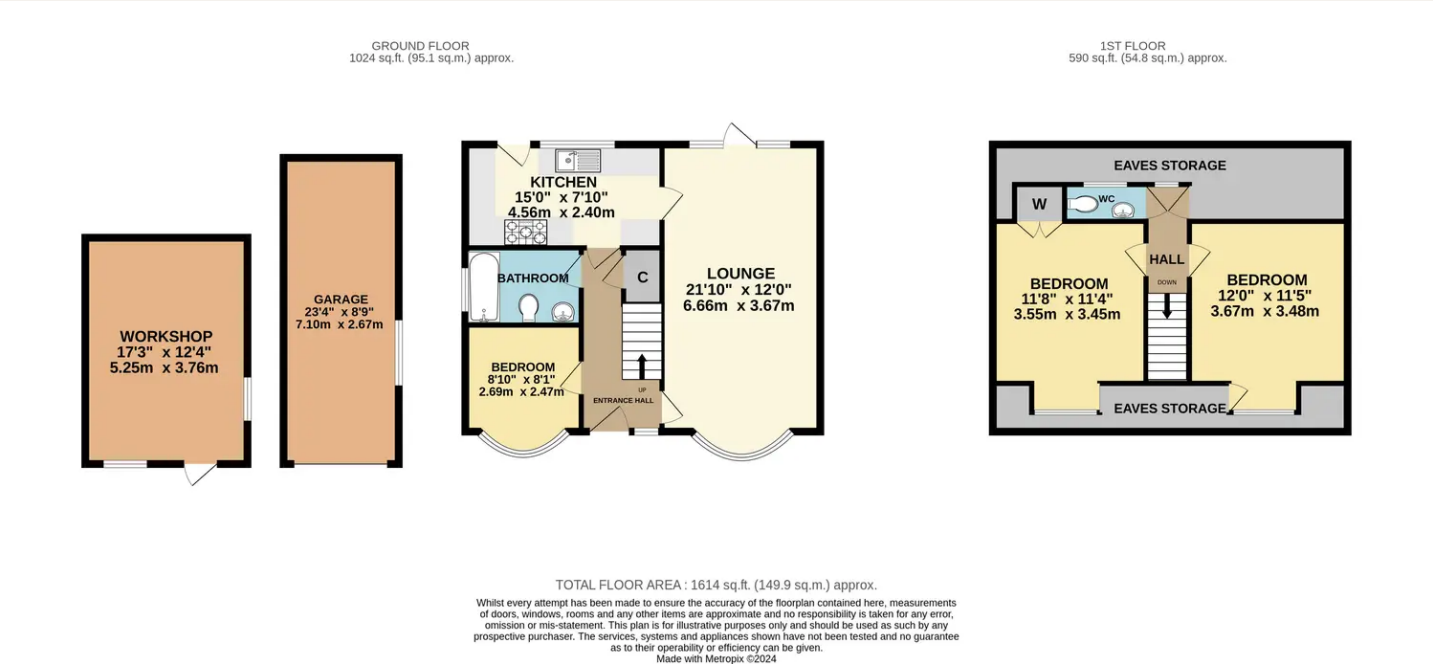 GROUND FLOOR
1024 sq.ft. (95.1 sq.m.) approx.
1ST FLOOR
590 sq.ft. (54.8 sq.m.) approx.
WORKSHOP
17'3" x 12'4"
5.25m x 3.76m
GARAGE
23'4" x 8'9"
7.10m x 2.67m
KITCHEN
15'0" x 7'10"
4.56m x 2.40m
BATHROOM
C
LOUNGE
21'10" x 12'0"
6.66m x 3.67m
BEDROOM
8'10" x 8'1"
2.69m x 2.47m
UP
ENTRANCE HALL
EAVES STORAGE
W
WC
HALL
DOWN
BEDROOM
11'8" x 11'4"
3.55m x 3.45m
BEDROOM
12'0" x 11'5"
3.67m x 3.48m
EAVES STORAGE
TOTAL FLOOR AREA : 1614 sq.ft. (149.9 sq.m.) approx.
Whilst every attempt has been made to ensure the accuracy of the floorplan contained here, measurements
of doors, windows, rooms and any other items are approximate and no responsibility is taken for any error,
omission or mis-statement. This plan is for illustrative purposes only and should be used as such by any
prospective purchaser. The services, systems and appliances shown have not been tested and no guarantee
as to their operability or efficiency can be given.
Made with Metropix ©2024